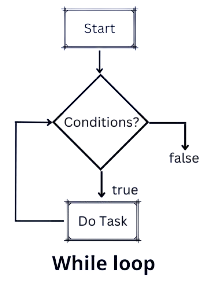 Start
Conditions?
false
true
Do Task
While loop